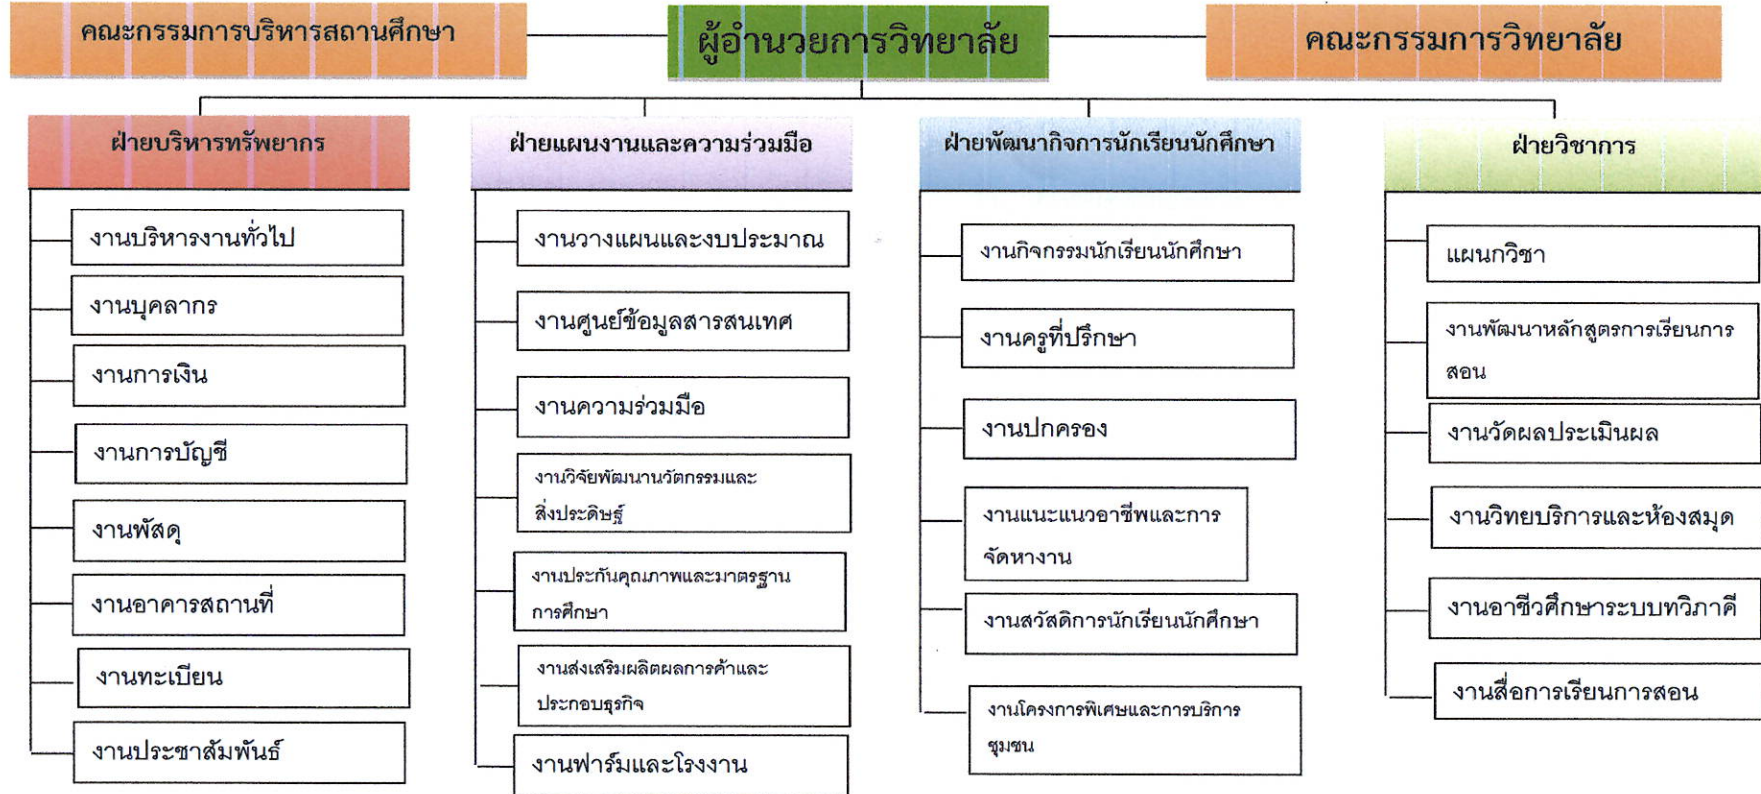 คณะกรรมการบริหารสถานศึกษา
ผู้อำนวยการวิทยาลัย
คณะกรรมการวิทยาลัย
ฝ่ายบริหารทรัพยากร
งานบริหารงานทั่วไป
งานบุคลากร
งานการเงิน
งานการบัญชี
งานพัสดุ
งานอาคารสถานที่
งานทะเบียน
งานประชาสัมพันธ์
ฝ่ายแผนงานและความร่วมมือ
งานวางแผนและงบประมาณ
งานศูนย์ข้อมูลสารสนเทศ
งานความร่วมมือ
งานวิจัยพัฒนานวัตกรรมและ
สิ่งประดิษฐ์
งานประกันคุณภาพและมาตรฐาน
การศึกษา
งานส่งเสริมผลิตผลการค้าและ
ประกอบธุรกิจ
งานฟาร์มและโรงงาน
ฝ่ายพัฒนากิจการนักเรียนนักศึกษา
งานกิจกรรมนักเรียนนักศึกษา
งานครูที่ปรึกษา
งานปกครอง
งานแนะแนวอาชีพและการ
จัดหางาน
งานสวัสดิการนักเรียนนักศึกษา
งานโครงการพิเศษและการบริการ
ชุมชน
ฝ่ายวิชาการ
แผนกวิชา
งานพัฒนาหลักสูตรการเรียนการ
สอน
งานวัดผลประเมินผล
งานวิทยบริการและห้องสมุด
งานอาชีวศึกษาระบบทวิภาคี
งานสื่อการเรียนการสอน